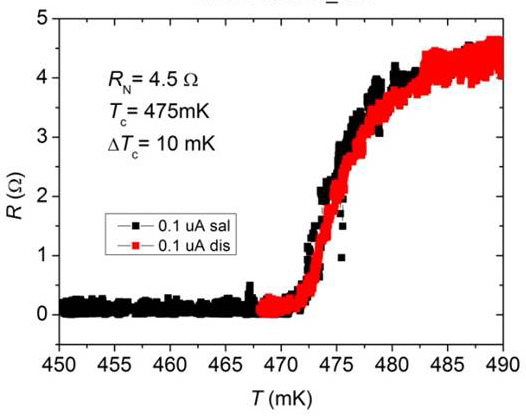 R_N = 4.5 Ω
T_c = 475mK
ΔT_c = 10 mK
0.1 uA sal
0.1 uA dis
R (Ω)
5
4
3
2
1
0
450 455 460 465 470 475 480 485 490
T (mK)